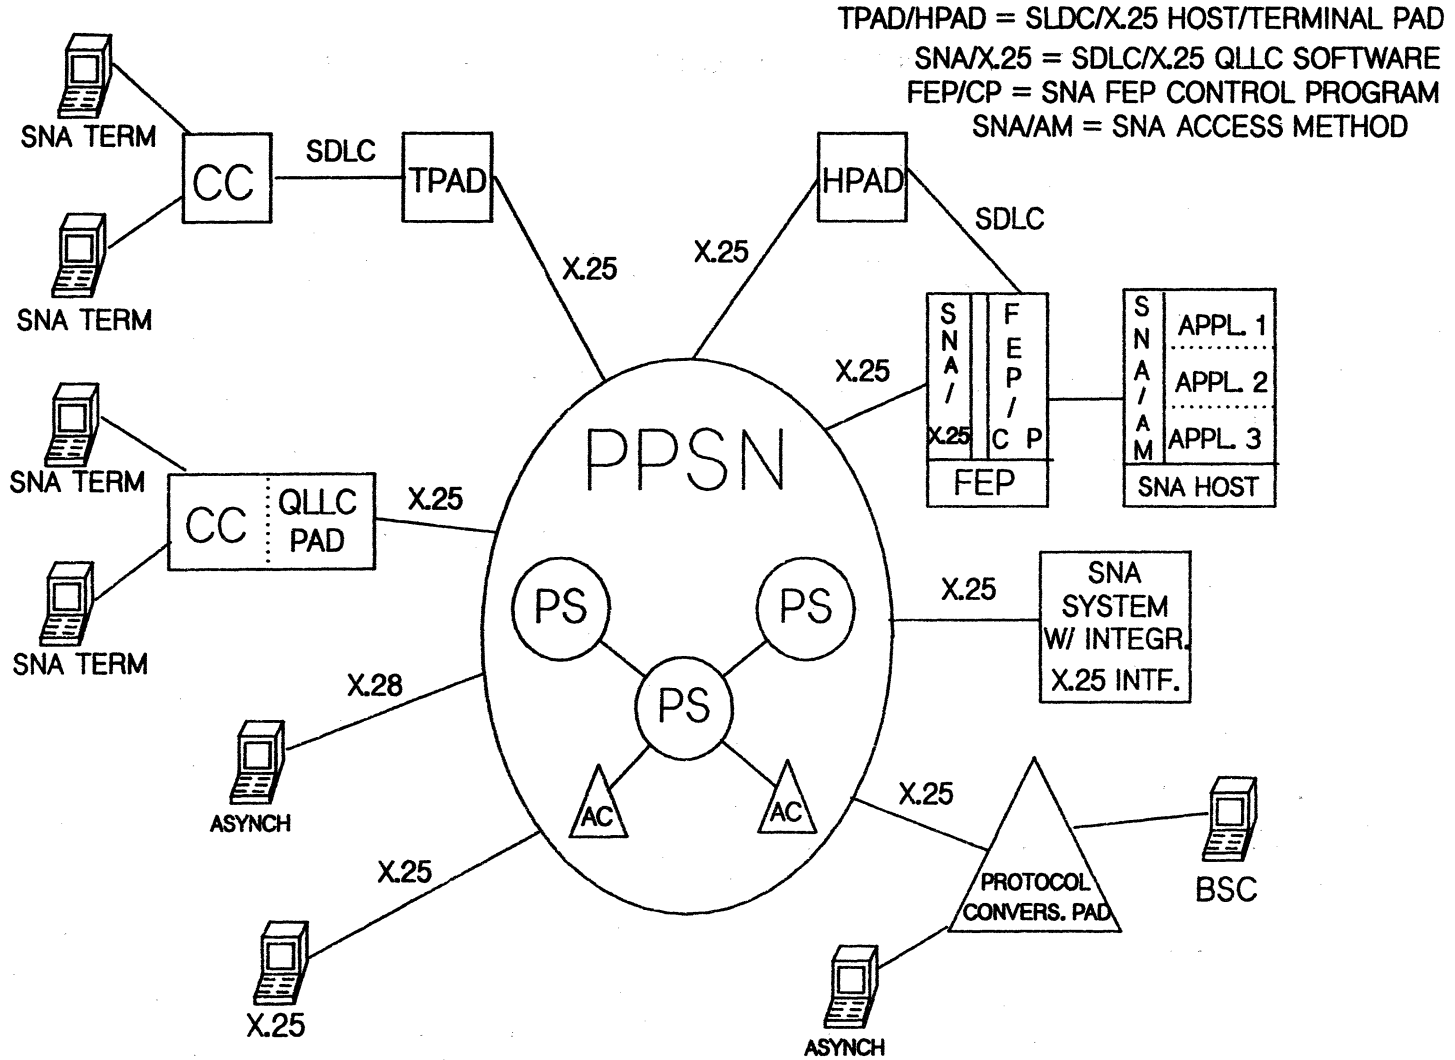 TPAD/HPAD = SLDC/X.25 HOST/TERMINAL PAD
SNA/X.25 = SDLC/X.25 QLLC SOFTWARE
FEP/CP = SNA FEP CONTROL PROGRAM
SNA/AM = SNA ACCESS METHOD
SNA TERM
CC
SDLC
TPAD
HPAD
SDLC
SNA TERM
X.25
X.25
SNA/X.25
FEP/CP
FEP
SNA/AM
APPL. 1
APPL. 2
APPL. 3
SNA HOST
X.25
PPSN
SNA TERM
CC
QLLC
PAD
X.25
SNA TERM
PS
PS
PS
AC
AC
X.25
SNA
SYSTEM
W/ INTEGR.
X.25 INTF.
X.28
ASYNCH
X.25
X.25
X.25
PROTOCOL
CONVERS. PAD
BSC
ASYNCH